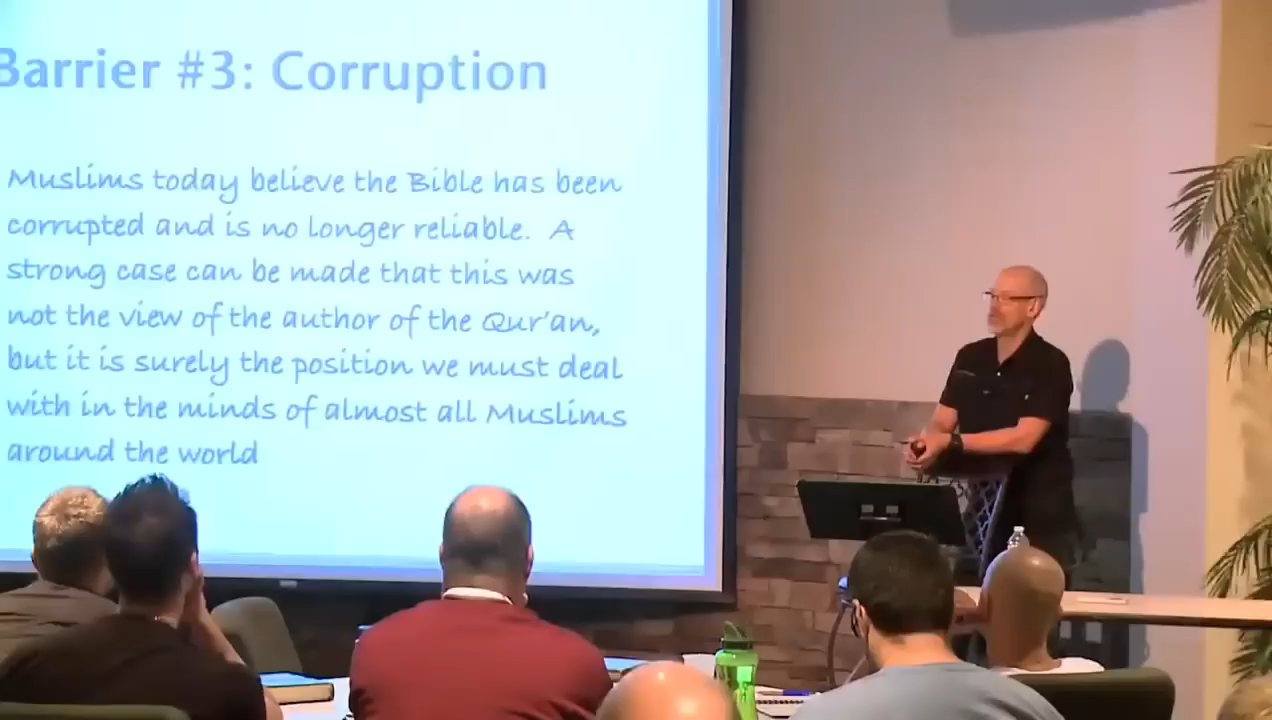 Barrier #3: Corruption
Muslims today believe the Bible has been
corrupted and is no longer reliable. A
strong case can be made that this was
not the view of the author of the Qur'an,
but it is surely the position we must deal
with in the minds of almost all Muslims
around the world